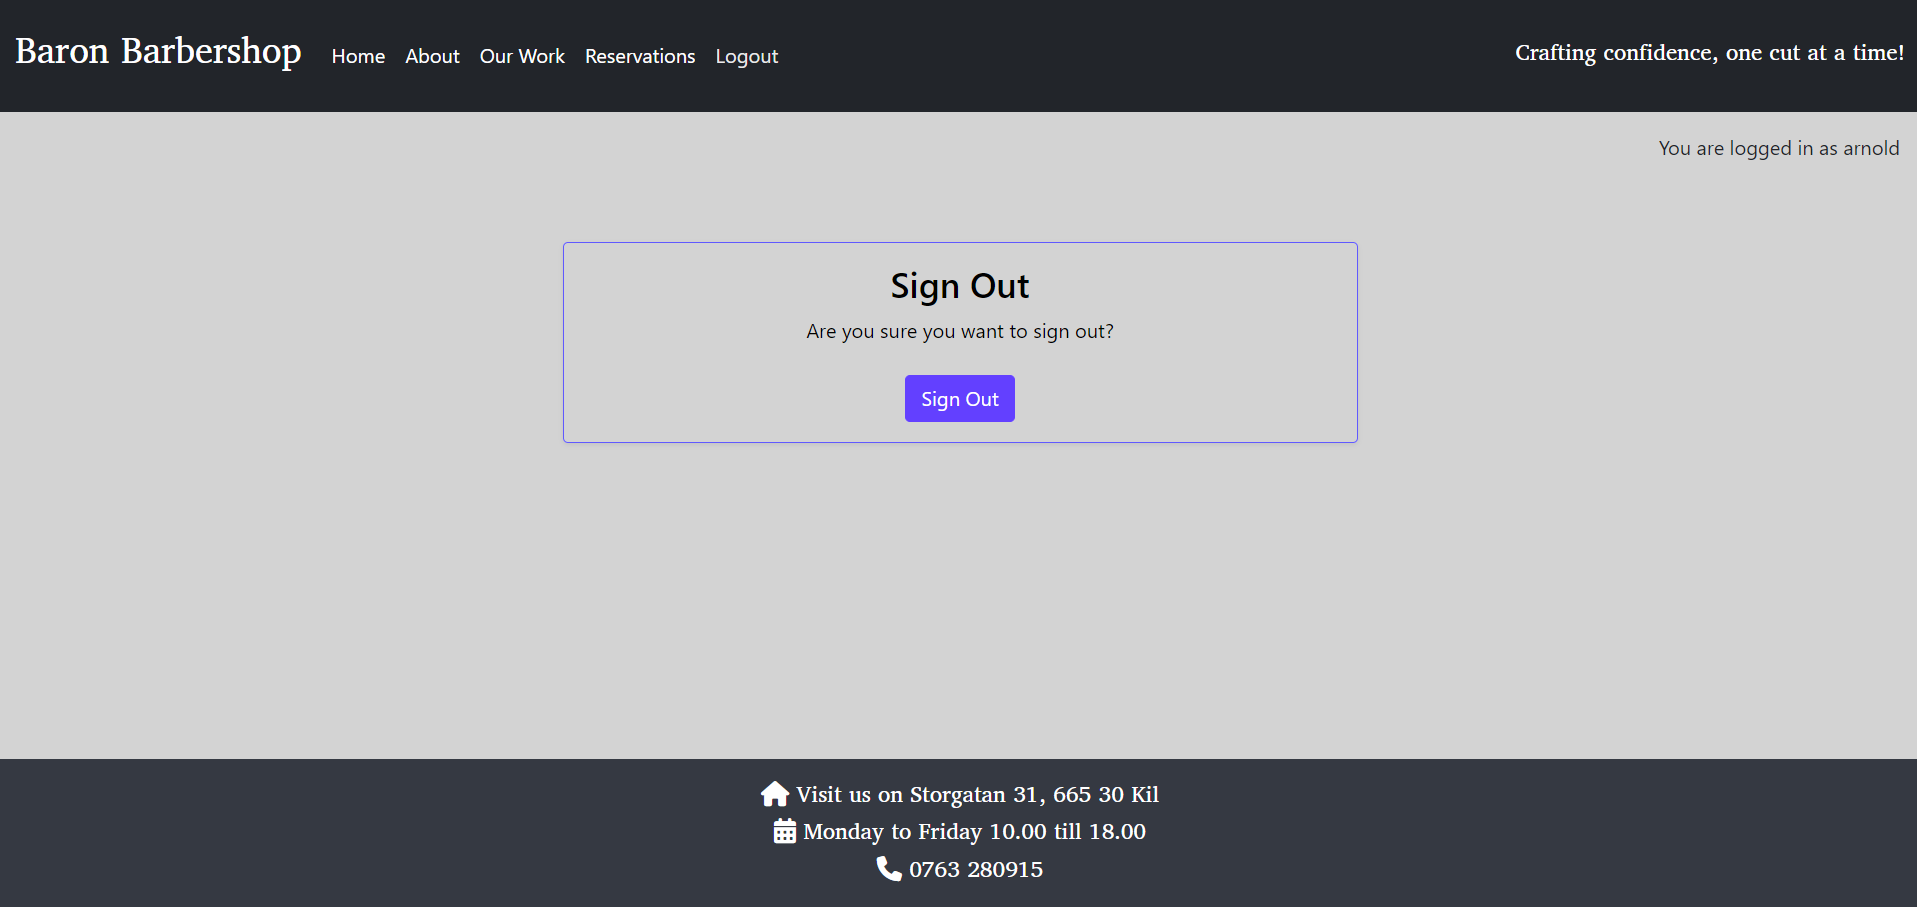 Baron Barbershop Home About Our Work Reservations Logout Crafting confidence, one cut at a time!
You are logged in as arnold
Sign Out
Are you sure you want to sign out?
Sign Out
Visit us on Storgatan 31, 665 30 Kil
Monday to Friday 10.00 till 18.00
0763 280915